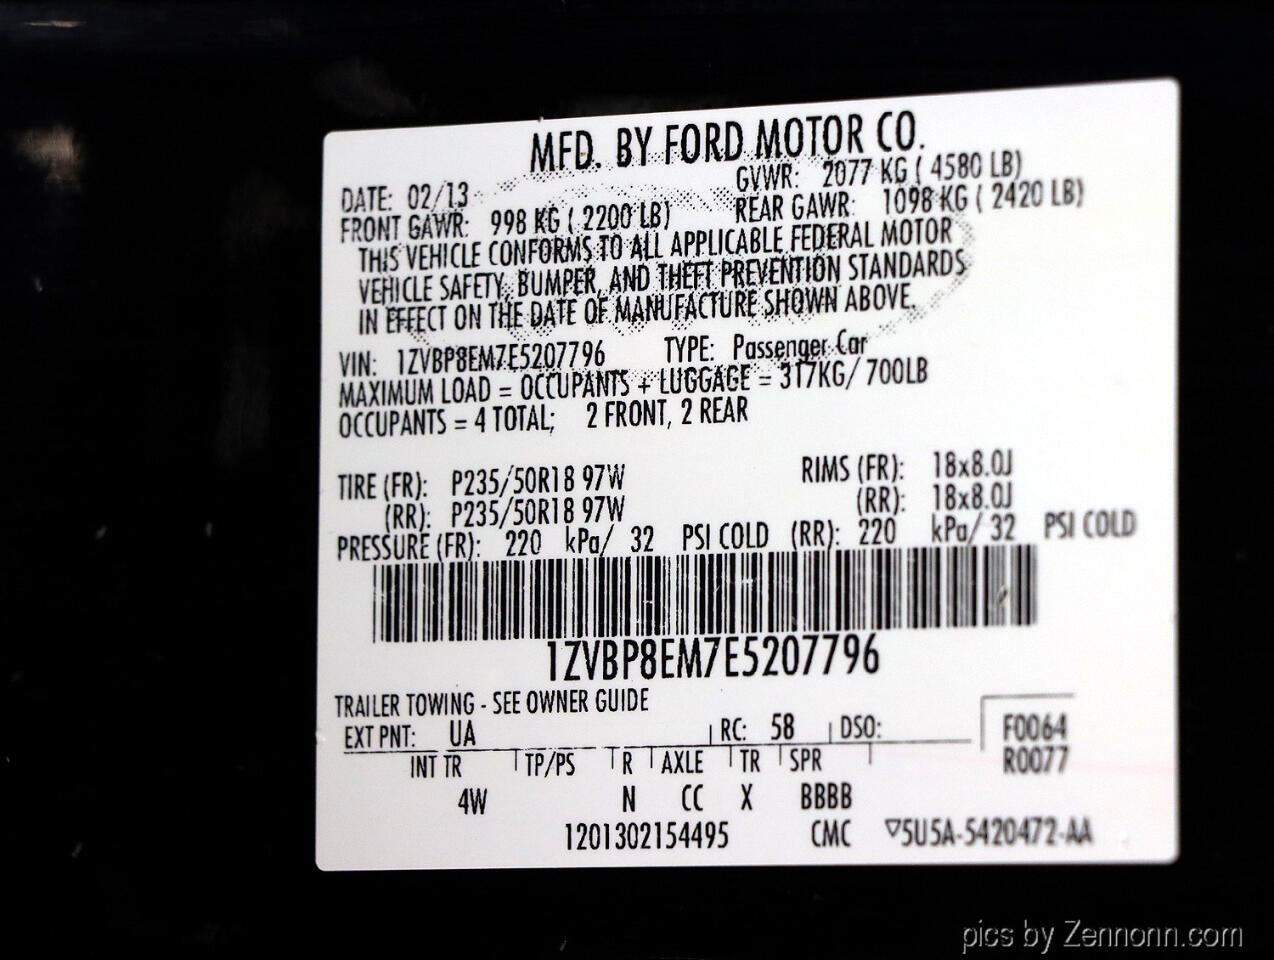 MFD. BY FORD MOTOR CO.
DATE: 02/13 GVWR: 2077 KG ( 4580 LB)
FRONT GAWR: 998 KG ( 2200 LB) REAR GAWR: 1098 KG ( 2420 LB)
THIS VEHICLE CONFORMS TO ALL APPLICABLE FEDERAL MOTOR
VEHICLE SAFETY, BUMPER, AND THEFT PREVENTION STANDARDS
IN EFFECT ON THE DATE OF MANUFACTURE SHOWN ABOVE.
VIN: 1ZVBP8EM7E5207796 TYPE: Passenger Car
MAXIMUM LOAD = OCCUPANTS + LUGGAGE = 317KG/ 700LB
OCCUPANTS = 4 TOTAL; 2 FRONT, 2 REAR
TIRE (FR): P235/50R18 97W RIMS (FR): 18x8.0J
(RR): P235/50R18 97W (RR): 18x8.0J
PRESSURE (FR): 220 kPa/ 32 PSI COLD (RR): 220 kPa/ 32 PSI COLD
1ZVBP8EM7E5207796
TRAILER TOWING - SEE OWNER GUIDE
EXT PNT: UA RC: 58 DSO: F0064
INT TR TP/PS R AXLE TR SPR R0077
4W N CC X BBBB
1201302154495 CMC ▽5U5A-5420472-AA
pics by Zennonn.com